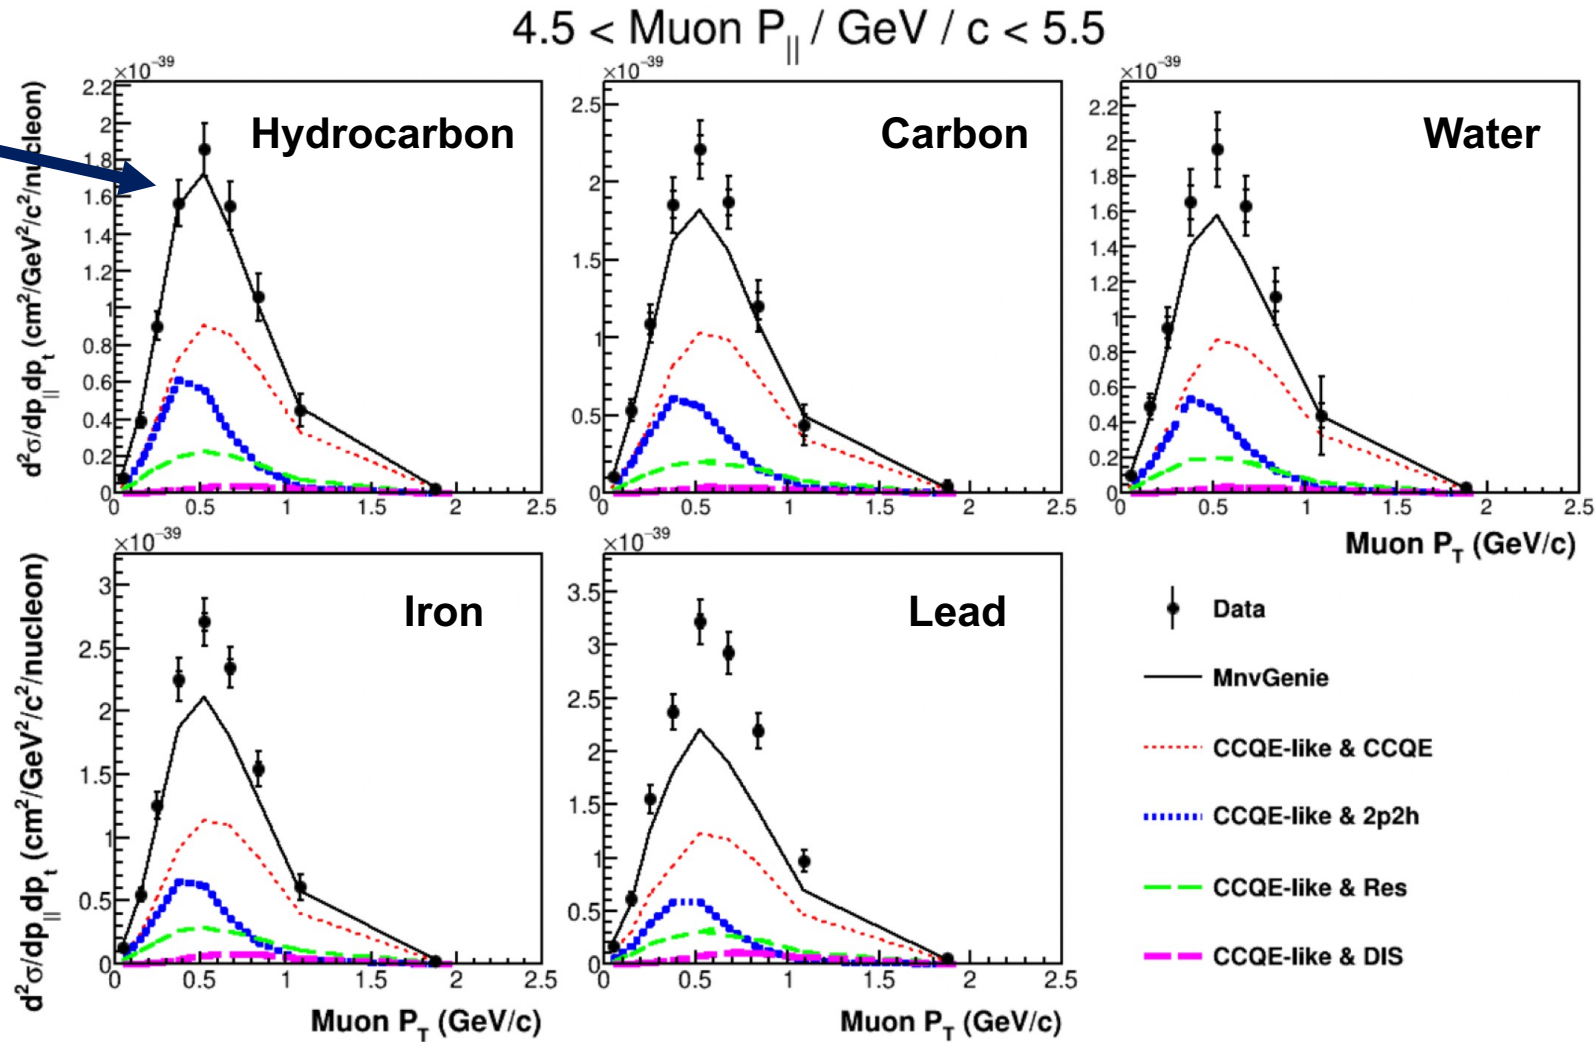 4.5 < Muon P|| / GeV / c < 5.5
d²σ/dp||dpt (cm²/GeV²/c²/nucleon)
×10⁻³⁹
Hydrocarbon
2.2
2
1.8
1.6
1.4
1.2
1
0.8
0.6
0.4
0.2
0
0 0.5 1 1.5 2 2.5
×10⁻³⁹
Carbon
2.5
2
1.5
1
0.5
0
0 0.5 1 1.5 2 2.5
×10⁻³⁹
Water
2.2
2
1.8
1.6
1.4
1.2
1
0.8
0.6
0.4
0.2
0
0 0.5 1 1.5 2 2.5
Muon PT (GeV/c)
d²σ/dp||dpt (cm²/GeV²/c²/nucleon)
×10⁻³⁹
Iron
3
2.5
2
1.5
1
0.5
0
0 0.5 1 1.5 2 2.5
Muon PT (GeV/c)
×10⁻³⁹
Lead
3.5
3
2.5
2
1.5
1
0.5
0
0 0.5 1 1.5 2 2.5
Muon PT (GeV/c)
Data
MnvGenie
CCQE-like & CCQE
CCQE-like & 2p2h
CCQE-like & Res
CCQE-like & DIS